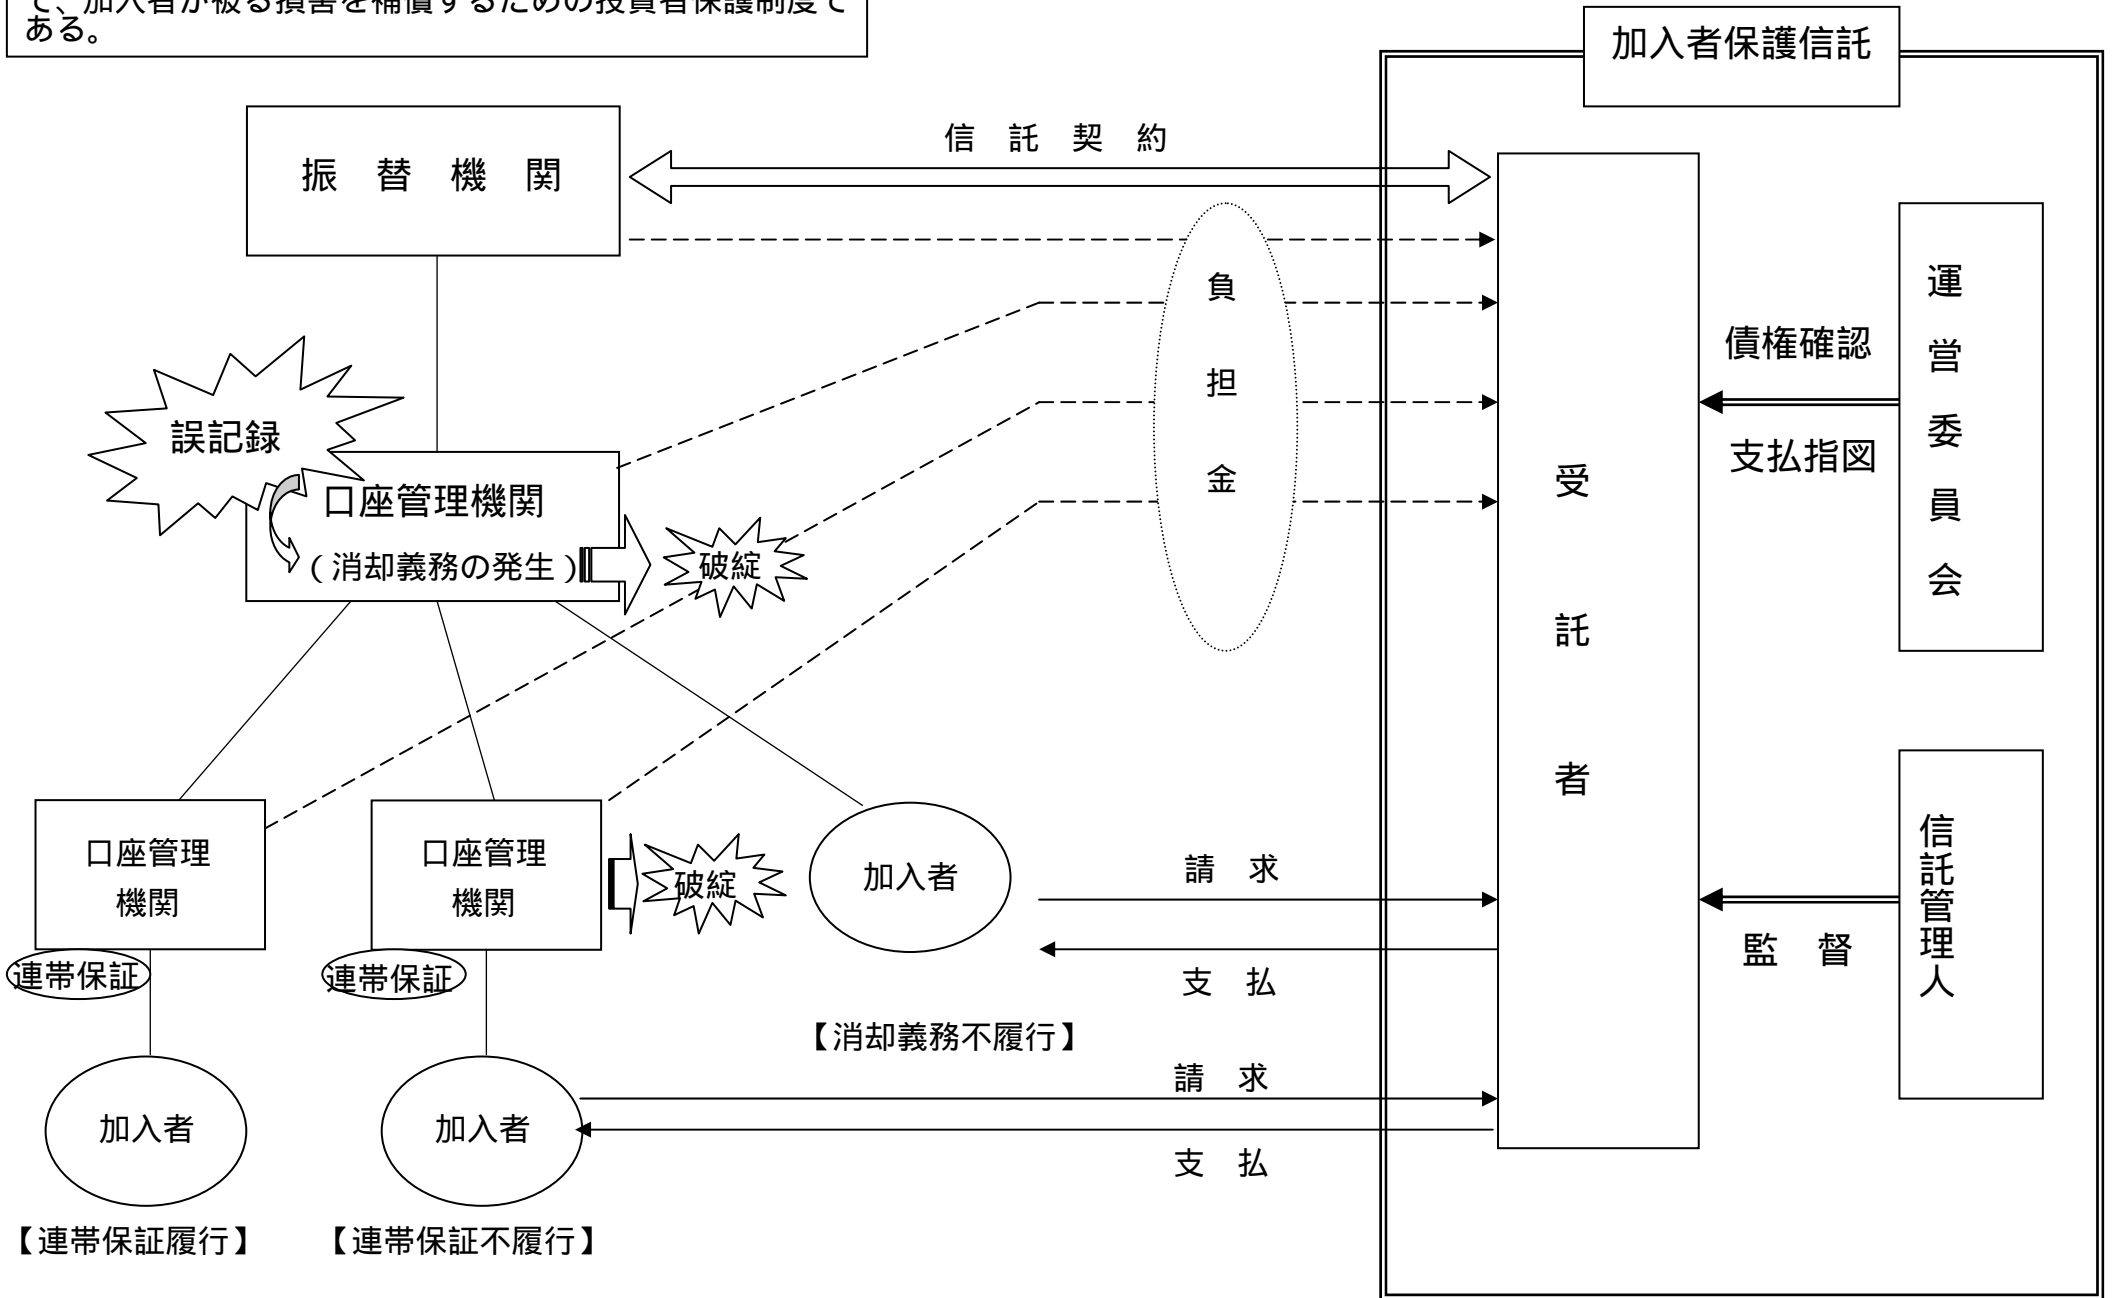 て、加入者が被る損害を補償するための投資者保護制度で
ある。
加入者保護信託
信 託 契 約
振 替 機 関
負担金
運営委員会
債権確認
支払指図
誤記録
口座管理機関
(消却義務の発生)
破綻
受託者
口座管理
機関
口座管理
機関
破綻
加入者
請 求
信託管理人
連帯保証
連帯保証
支 払
監 督
【消却義務不履行】
請 求
加入者
加入者
支 払
【連帯保証履行】
【連帯保証不履行】